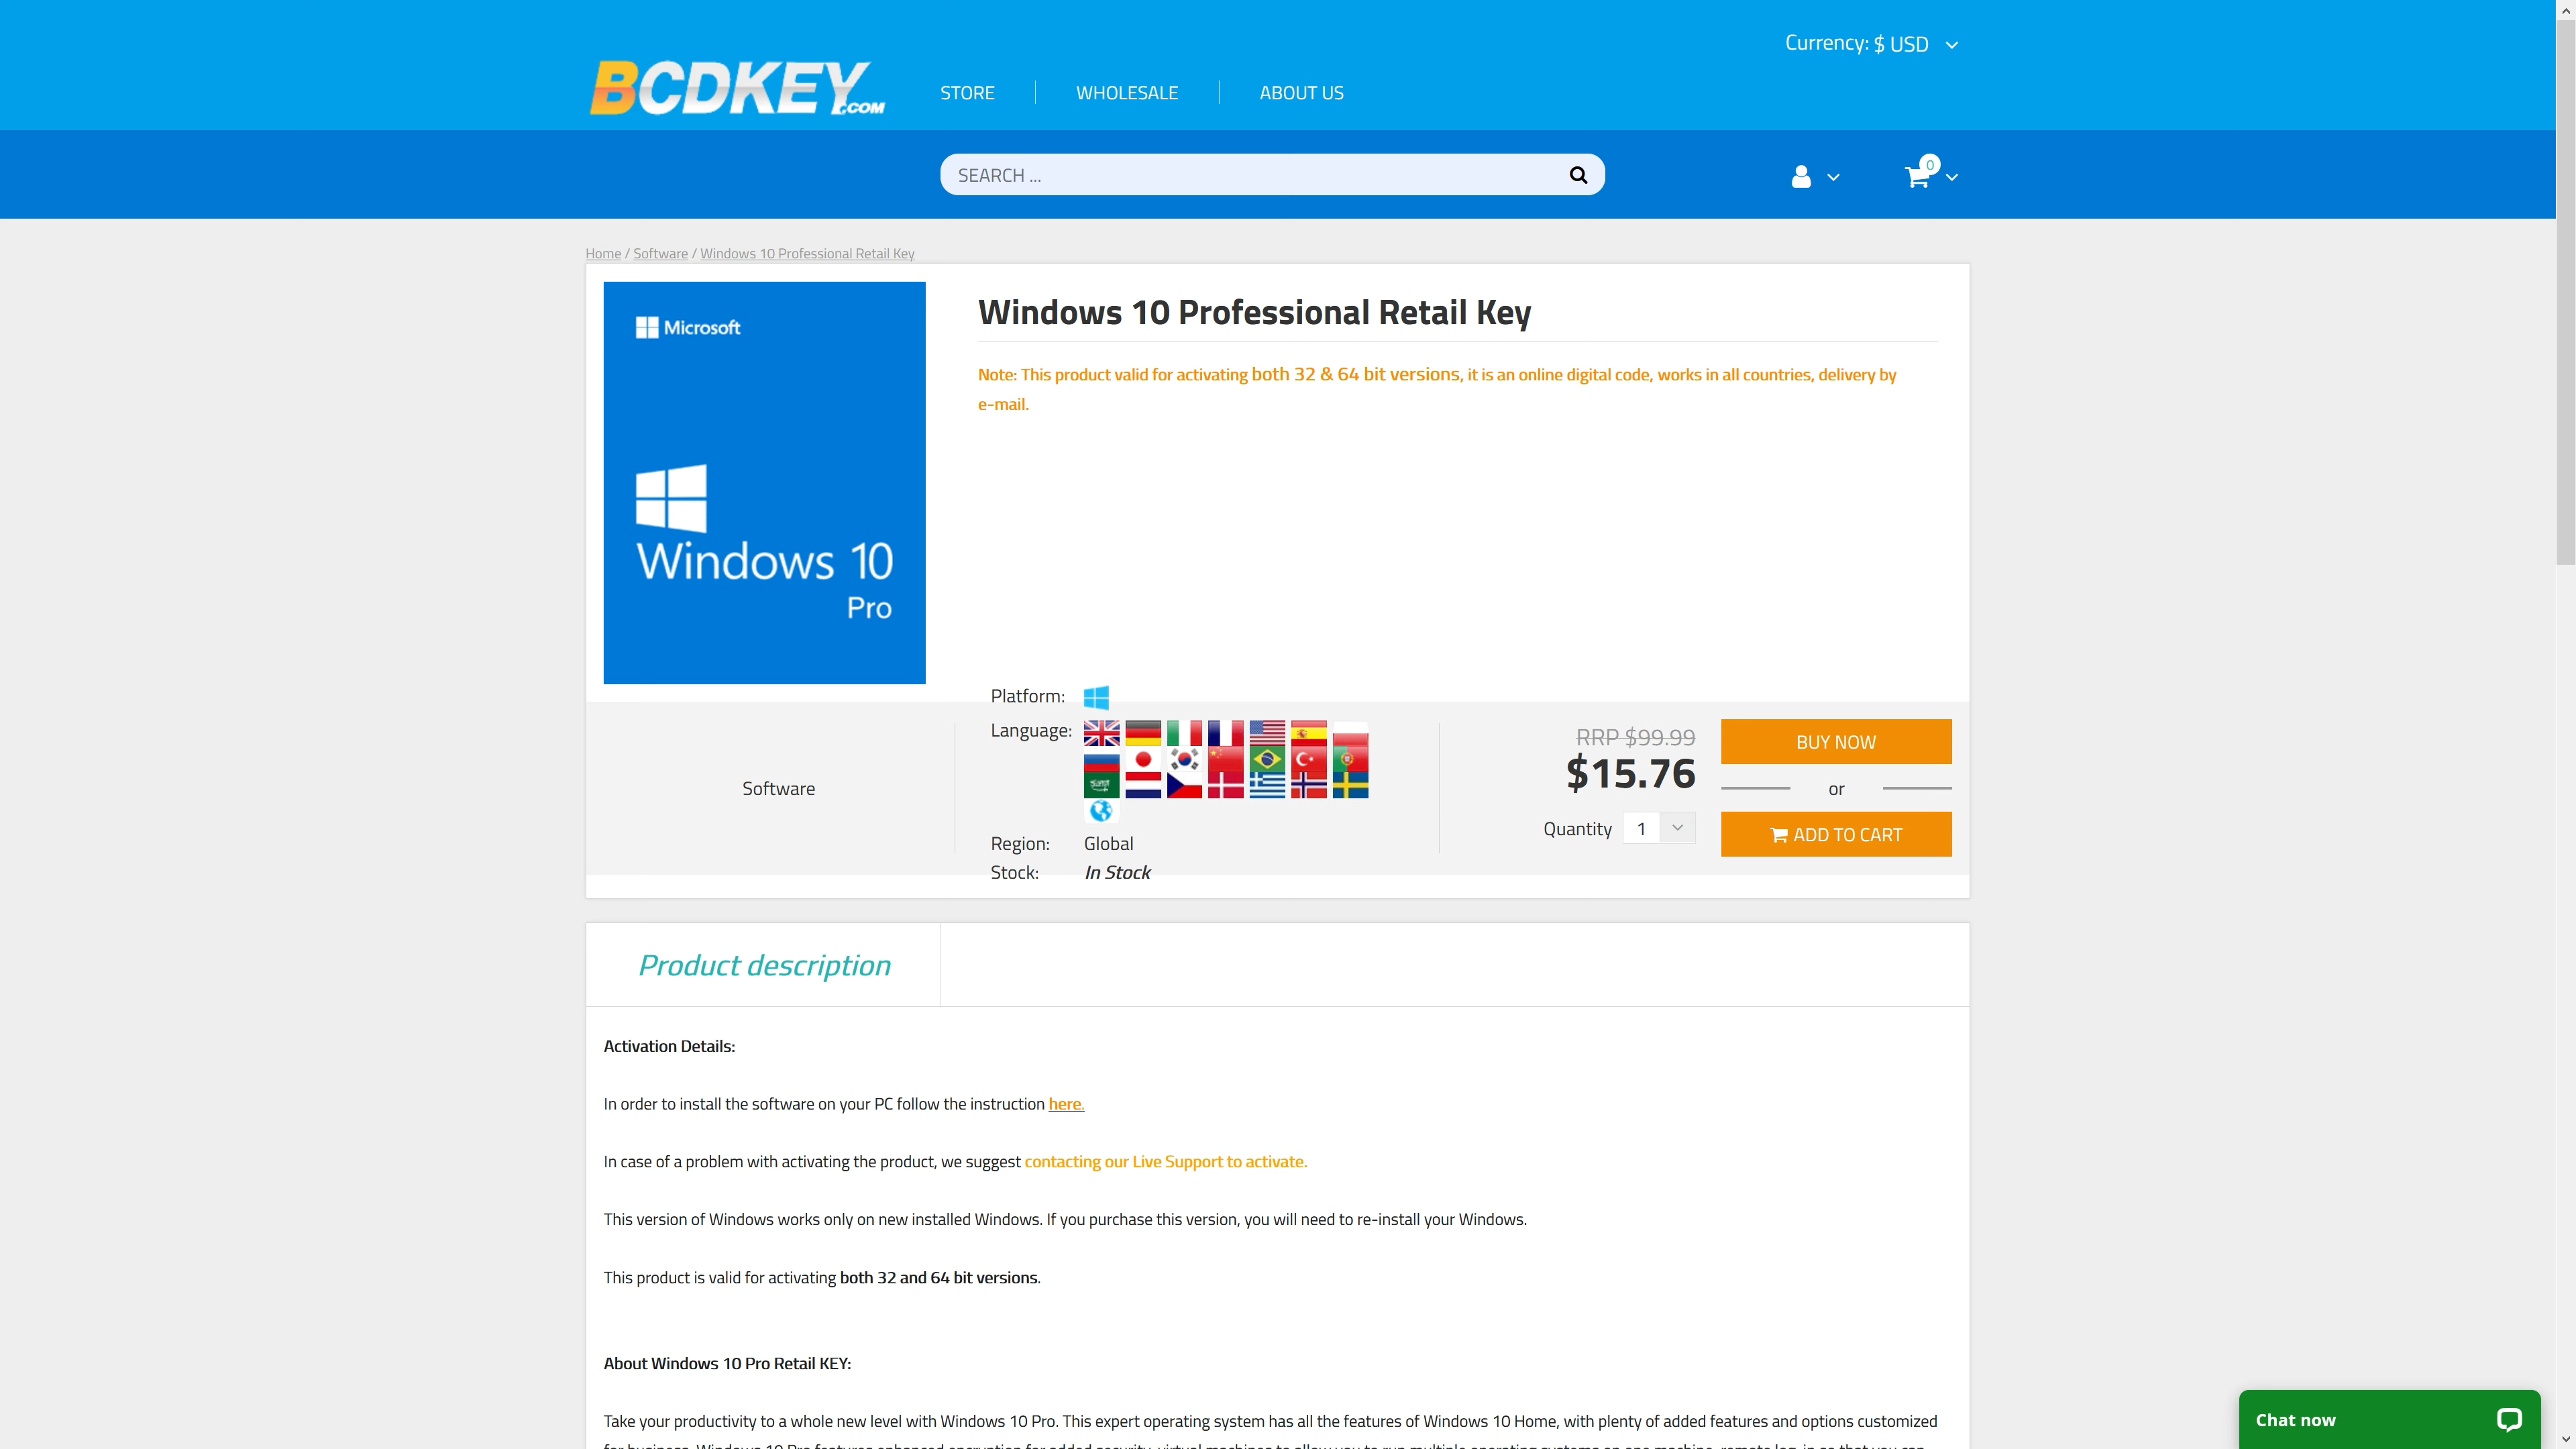 Currency: $ USD
BCDKEY.COM
STORE
WHOLESALE
ABOUT US
SEARCH ...
0
Home / Software / Windows 10 Professional Retail Key
Microsoft
Windows 10
Pro
Windows 10 Professional Retail Key
Note: This product valid for activating both 32 & 64 bit versions, it is an online digital code, works in all countries, delivery by
e-mail.
Software
Platform:
Language:
Region: Global
Stock: In Stock
RRP $99.99
$15.76
Quantity 1
BUY NOW
or
ADD TO CART
Product description
Activation Details:
In order to install the software on your PC follow the instruction here.
In case of a problem with activating the product, we suggest contacting our Live Support to activate.
This version of Windows works only on new installed Windows. If you purchase this version, you will need to re-install your Windows.
This product is valid for activating both 32 and 64 bit versions.
About Windows 10 Pro Retail KEY:
Take your productivity to a whole new level with Windows 10 Pro. This expert operating system has all the features of Windows 10 Home, with plenty of added features and options customized
Chat now